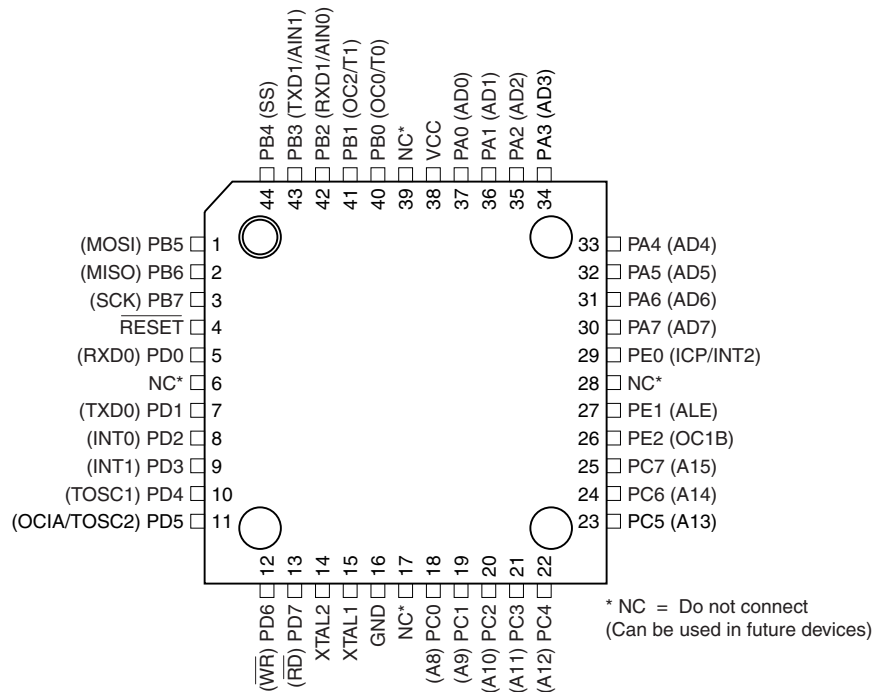 PB4 (SS)
PB3 (TXD1/AIN1)
PB2 (RXD1/AIN0)
PB1 (OC2/T1)
PB0 (OC0/T0)
NC*
VCC
PA0 (AD0)
PA1 (AD1)
PA2 (AD2)
PA3 (AD3)
44
43
42
41
40
39
38
37
36
35
34
(MOSI) PB5 1
(MISO) PB6 2
(SCK) PB7 3
RESET 4
(RXD0) PD0 5
NC* 6
(TXD0) PD1 7
(INT0) PD2 8
(INT1) PD3 9
(TOSC1) PD4 10
(OCIA/TOSC2) PD5 11
33 PA4 (AD4)
32 PA5 (AD5)
31 PA6 (AD6)
30 PA7 (AD7)
29 PE0 (ICP/INT2)
28 NC*
27 PE1 (ALE)
26 PE2 (OC1B)
25 PC7 (A15)
24 PC6 (A14)
23 PC5 (A13)
12
13
14
15
16
17
18
19
20
21
22
(WR) PD6
(RD) PD7
XTAL2
XTAL1
GND
NC*
(A8) PC0
(A9) PC1
(A10) PC2
(A11) PC3
(A12) PC4
* NC = Do not connect
(Can be used in future devices)